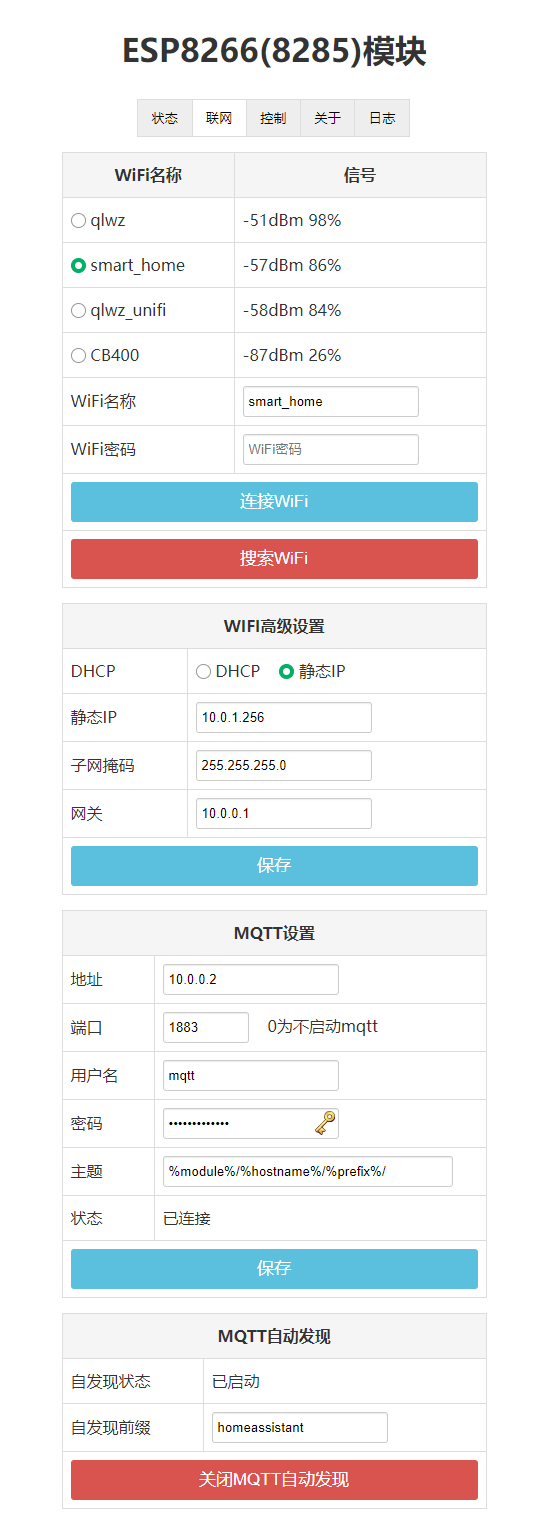 ESP8266(8285)模块
状态 联网 控制 关于 日志
WiFi名称 信号
qlwz -51dBm 98%
smart_home -57dBm 86%
qlwz_unifi -58dBm 84%
CB400 -87dBm 26%
WiFi名称 smart_home
WiFi密码 WiFi密码
连接WiFi
搜索WiFi
WIFI高级设置
DHCP DHCP 静态IP
静态IP 10.0.1.256
子网掩码 255.255.255.0
网关 10.0.0.1
保存
MQTT设置
地址 10.0.0.2
端口 1883 0为不启动mqtt
用户名 mqtt
密码 •••••••••••••
主题 %module%/%hostname%/%prefix%/
状态 已连接
保存
MQTT自动发现
自发现状态 已启动
自发现前缀 homeassistant
关闭MQTT自动发现